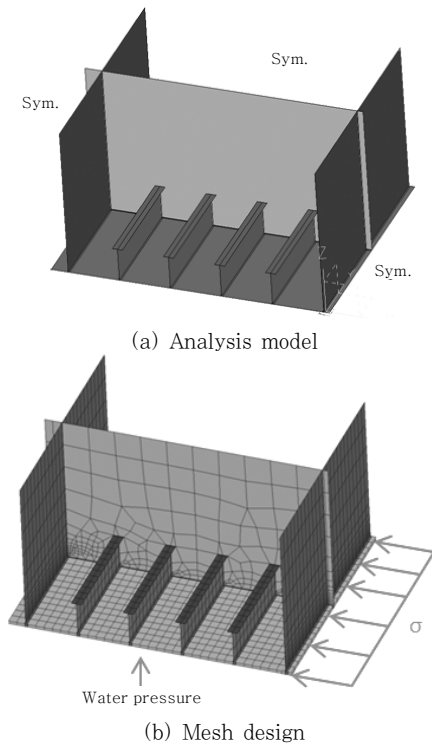 Sym.
Sym.
Z
Sym.
(a) Analysis model
σ
Water pressure
(b) Mesh design